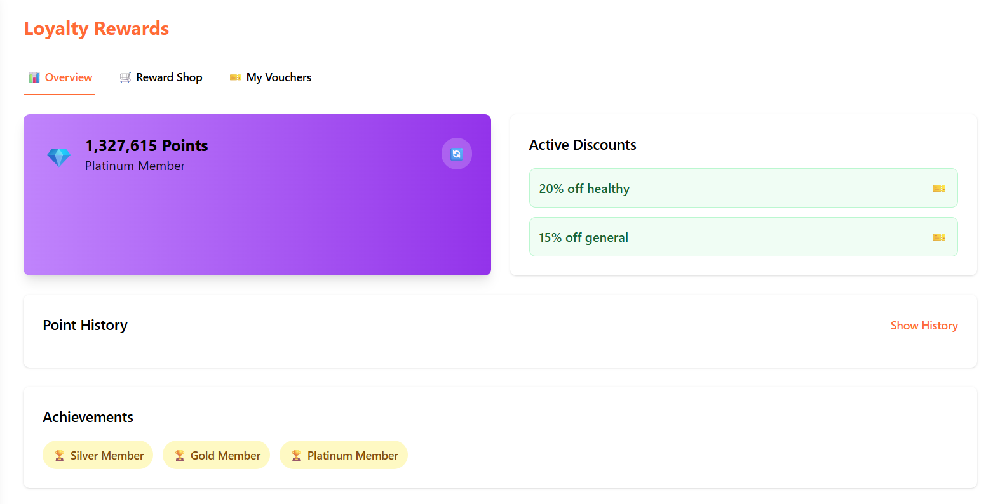 Loyalty Rewards
Overview
Reward Shop
My Vouchers
1,327,615 Points
Platinum Member
Active Discounts
20% off healthy
15% off general
Point History
Show History
Achievements
Silver Member
Gold Member
Platinum Member